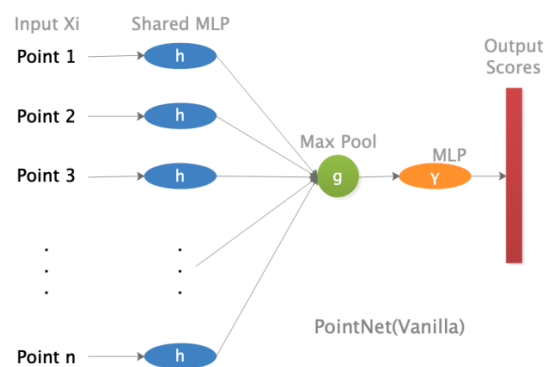 Input Xi
Shared MLP
Point 1
h
Point 2
h
Point 3
h
Point n
h
Max Pool
g
MLP
γ
Output
Scores
PointNet(Vanilla)